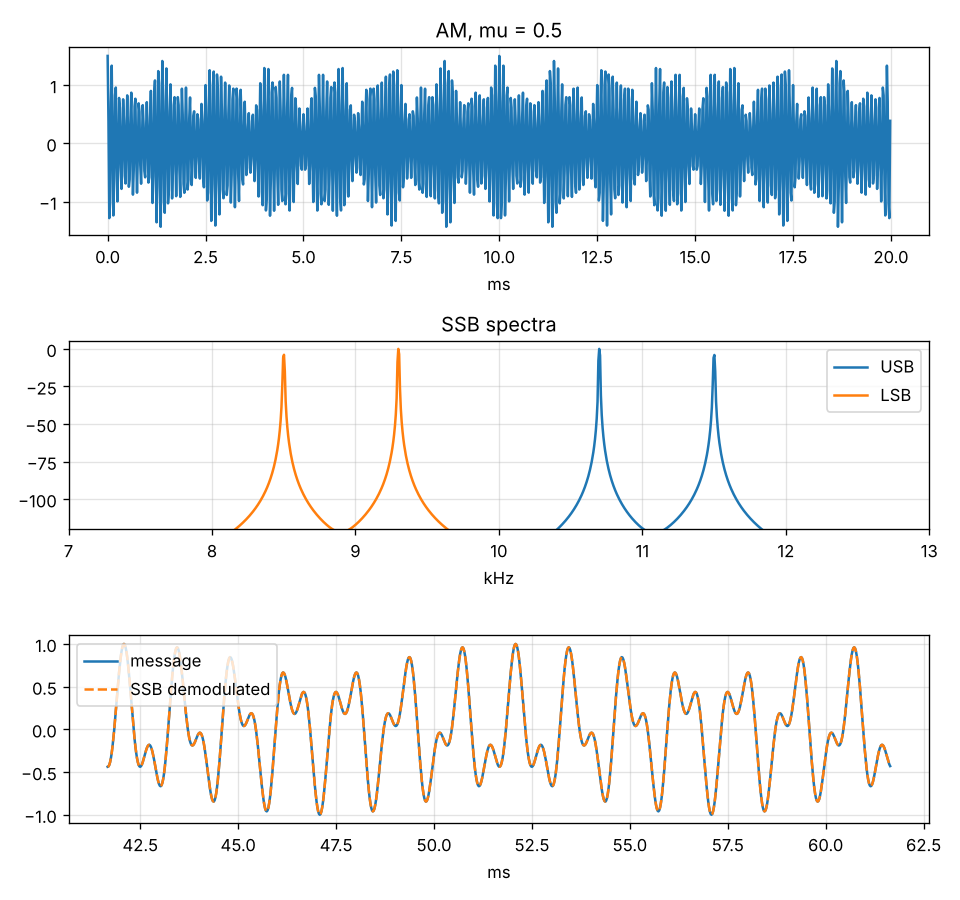 AM, mu = 0.5
1
0
−1
0.0 2.5 5.0 7.5 10.0 12.5 15.0 17.5 20.0
ms
SSB spectra
0
−25
−50
−75
−100
USB
LSB
7 8 9 10 11 12 13
kHz
1.0
0.5
0.0
−0.5
−1.0
message
SSB demodulated
42.5 45.0 47.5 50.0 52.5 55.0 57.5 60.0 62.5
ms